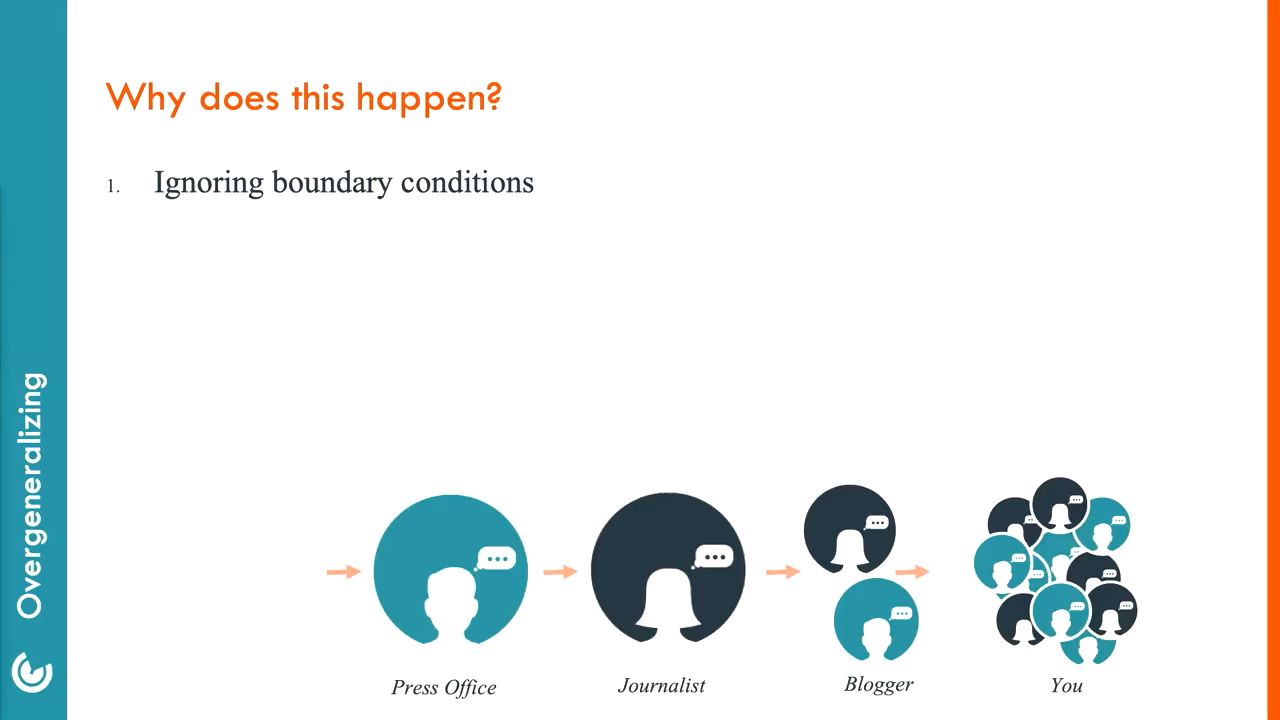 Why does this happen?
1. Ignoring boundary conditions
Overgeneralizing
Press Office
Journalist
Blogger
You